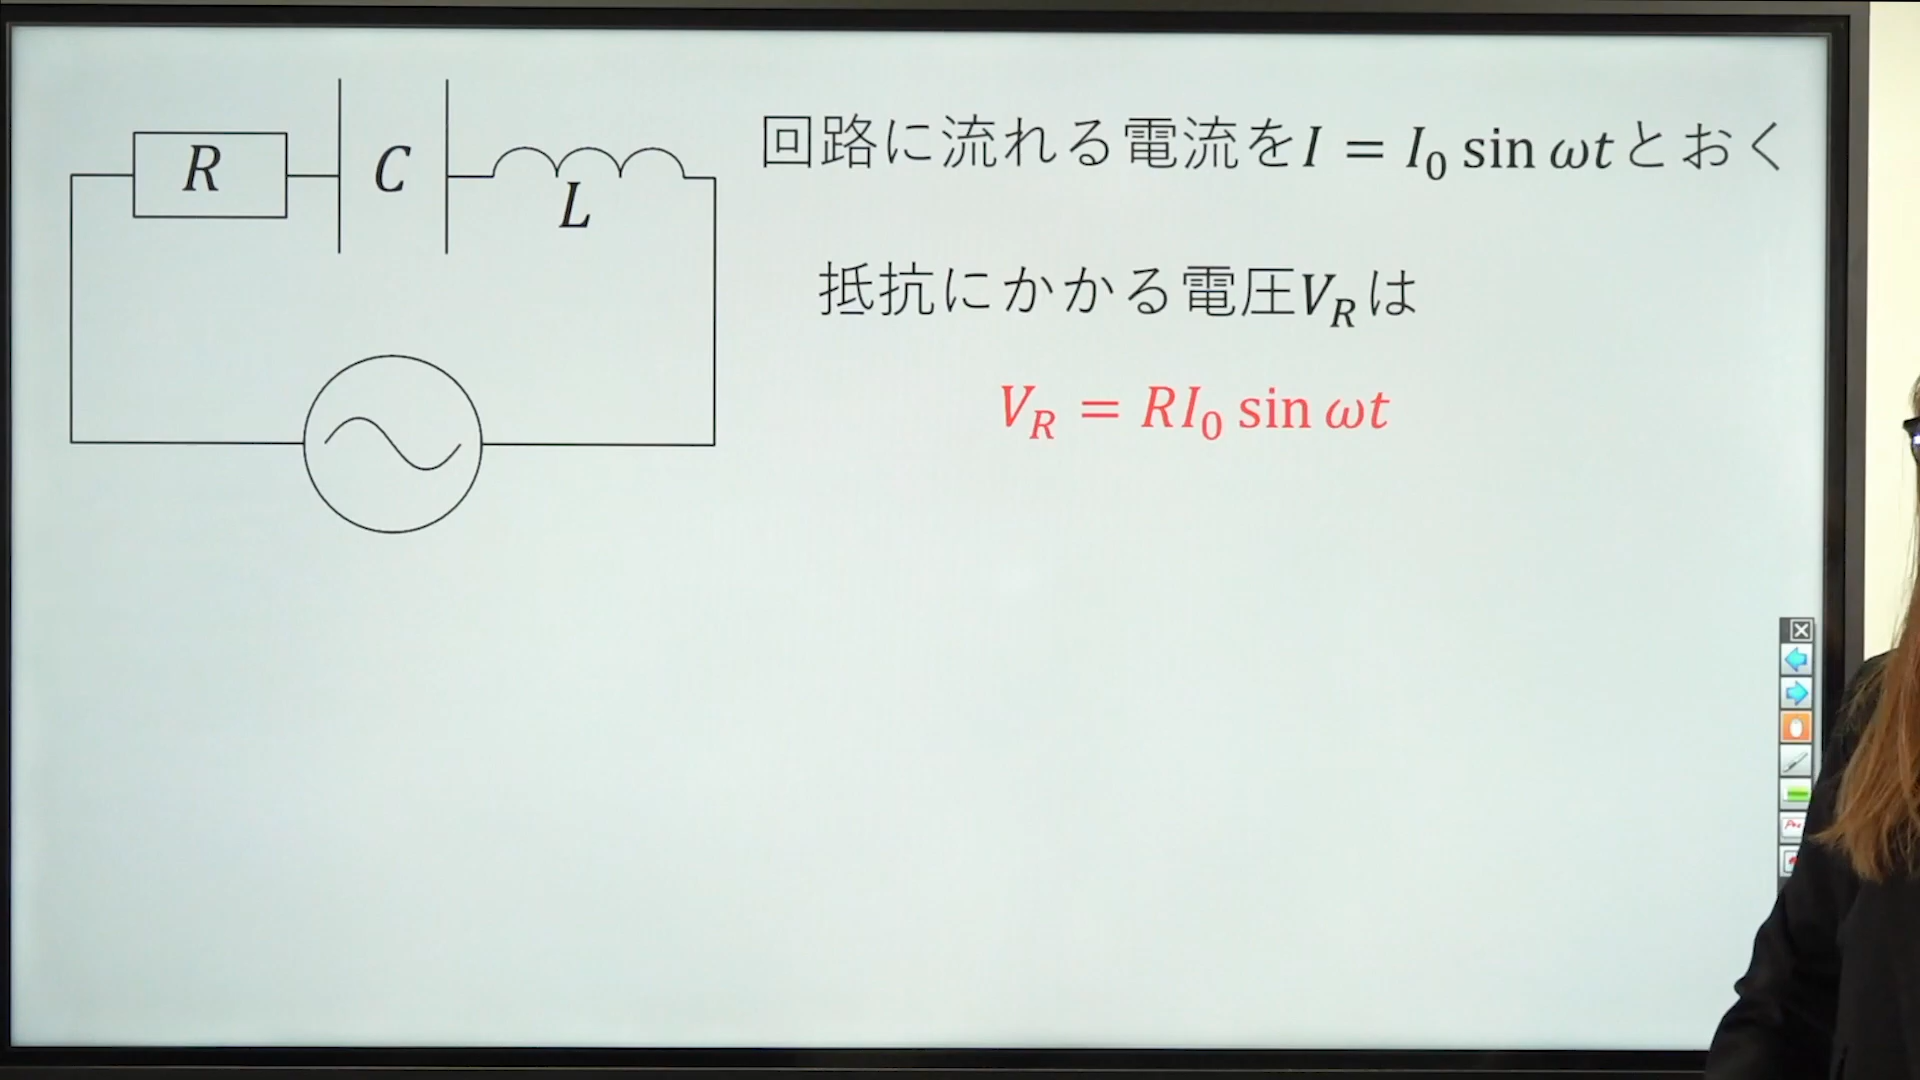 R
C
L
回路に流れる電流をI = I₀ sin ωtとおく
抵抗にかかる電圧V_Rは
V_R = RI₀ sin ωt